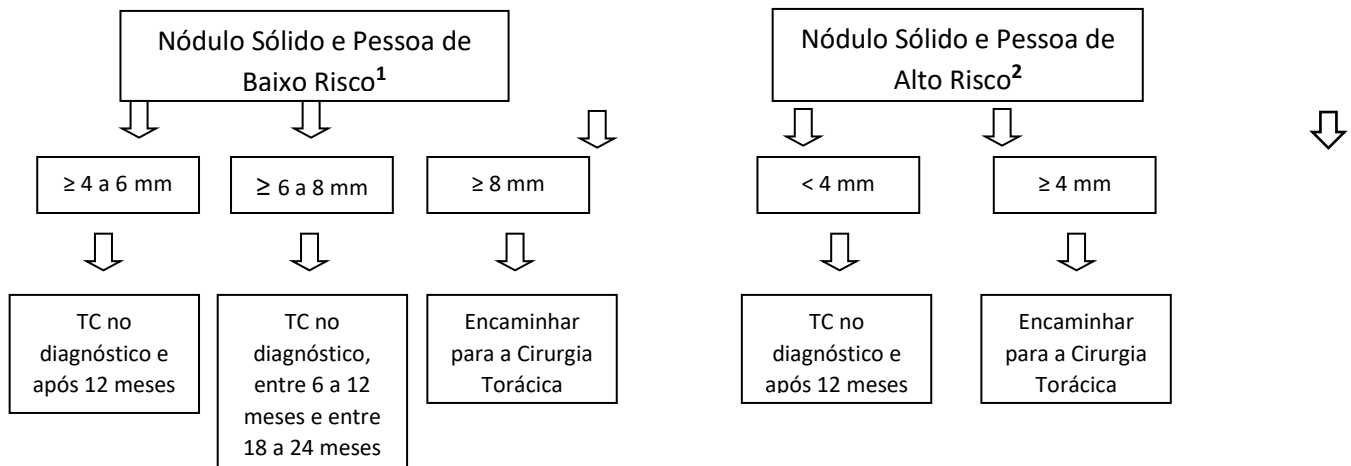 Nódulo Sólido e Pessoa de
Baixo Risco¹
Nódulo Sólido e Pessoa de
Alto Risco²
≥ 4 a 6 mm
≥ 6 a 8 mm
≥ 8 mm
< 4 mm
≥ 4 mm
TC no
diagnóstico e
após 12 meses
TC no
diagnóstico,
entre 6 a 12
meses e entre
18 a 24 meses
Encaminhar
para a Cirurgia
Torácica
TC no
diagnóstico e
após 12 meses
Encaminhar
para a Cirurgia
Torácica